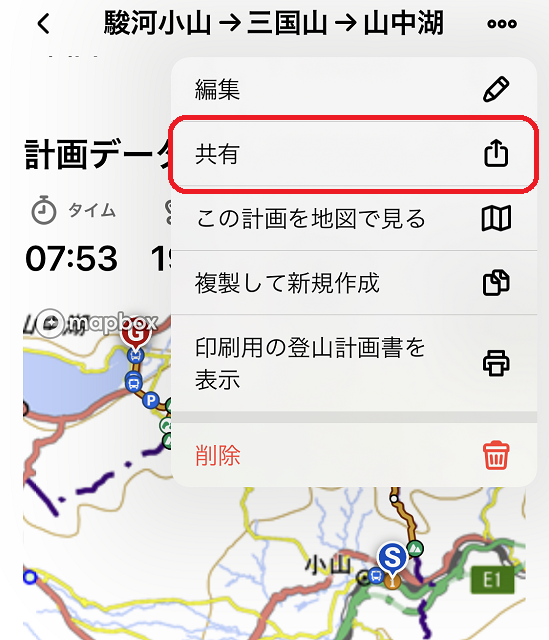 駿河小山→三国山→山中湖
編集
計画データ
共有
タイム
この計画を地図で見る
07:53
複製して新規作成
mapbox
G
印刷用の登山計画書を
表示
P
削除
小山
S
E1